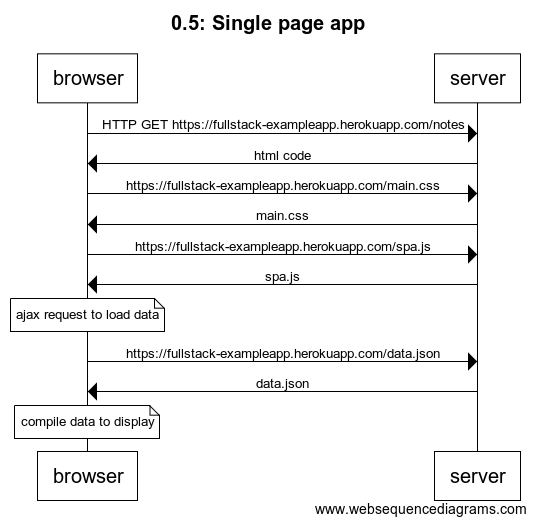 0.5: Single page app
browser
server
HTTP GET https://fullstack-exampleapp.herokuapp.com/notes
html code
https://fullstack-exampleapp.herokuapp.com/main.css
main.css
https://fullstack-exampleapp.herokuapp.com/spa.js
spa.js
ajax request to load data
https://fullstack-exampleapp.herokuapp.com/data.json
data.json
compile data to display
browser
server
www.websequencediagrams.com